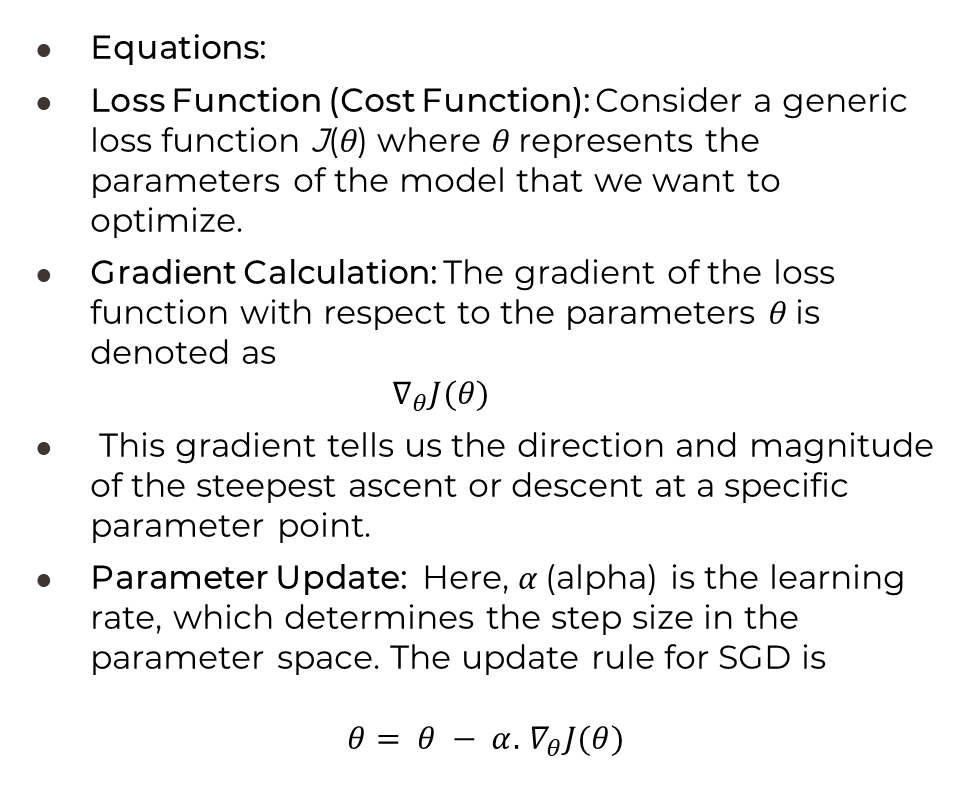 • Equations:
• Loss Function (Cost Function): Consider a generic
loss function J(θ) where θ represents the
parameters of the model that we want to
optimize.
• Gradient Calculation: The gradient of the loss
function with respect to the parameters θ is
denoted as
∇θJ(θ)
• This gradient tells us the direction and magnitude
of the steepest ascent or descent at a specific
parameter point.
• Parameter Update: Here, α (alpha) is the learning
rate, which determines the step size in the
parameter space. The update rule for SGD is
θ = θ − α. ∇θJ(θ)